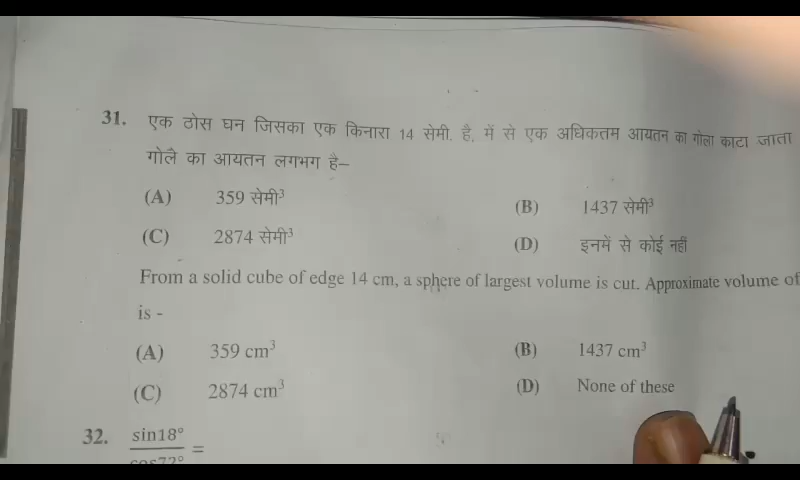 31. एक ठोस घन जिसका एक किनारा 14 सेमी. है, में से एक अधिकतम आयतन का गोला काटा जाता
गोले का आयतन लगभग है–
(A) 359 सेमी³ (B) 1437 सेमी³
(C) 2874 सेमी³ (D) इनमें से कोई नहीं
From a solid cube of edge 14 cm, a sphere of largest volume is cut. Approximate volume of
is -
(A) 359 cm³ (B) 1437 cm³
(C) 2874 cm³ (D) None of these
32. sin18°
cos72° =